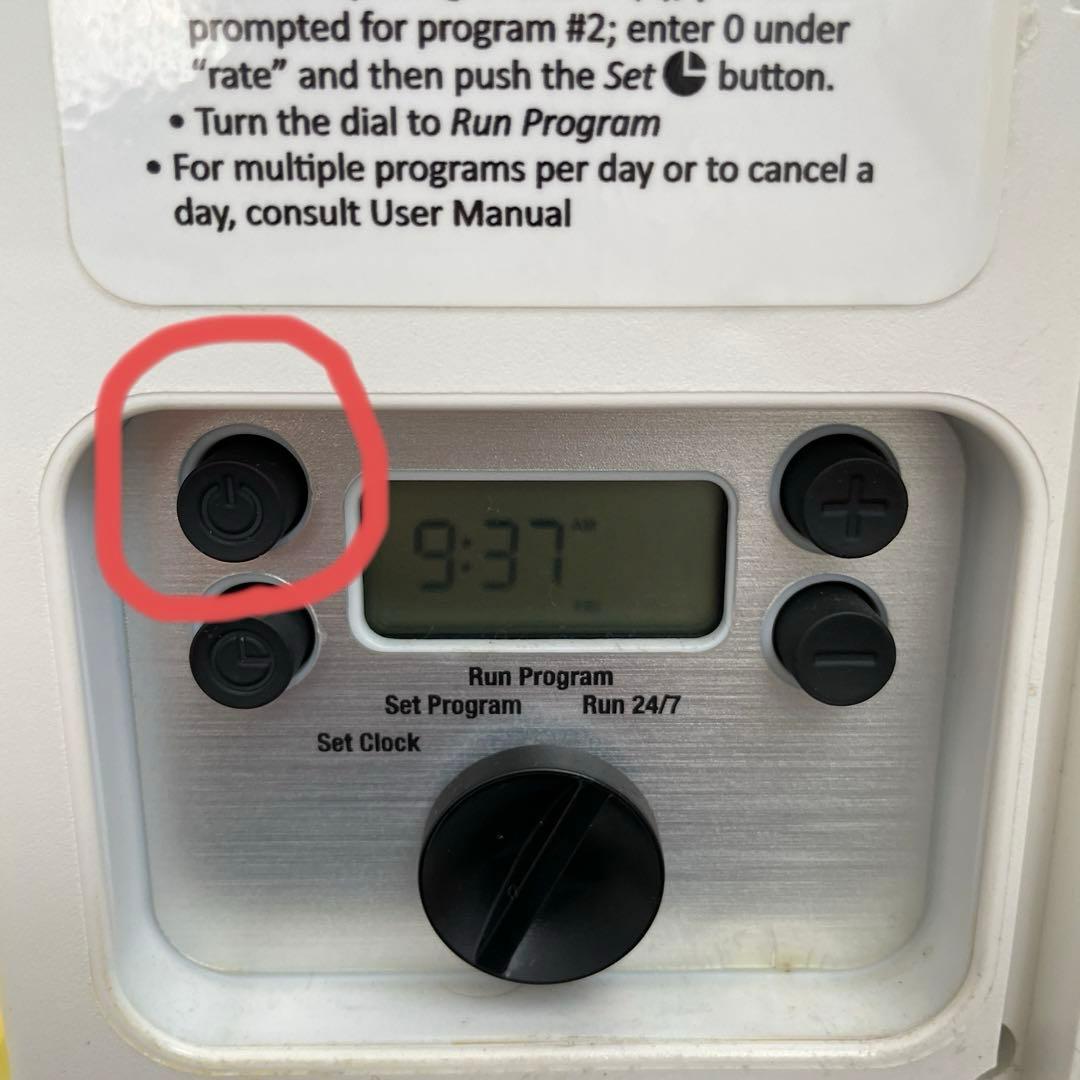 prompted for program #2; enter 0 under
“rate” and then push the Set button.
• Turn the dial to Run Program
• For multiple programs per day or to cancel a
day, consult User Manual
9:37 AM
Run Program
Set Program Run 24/7
Set Clock